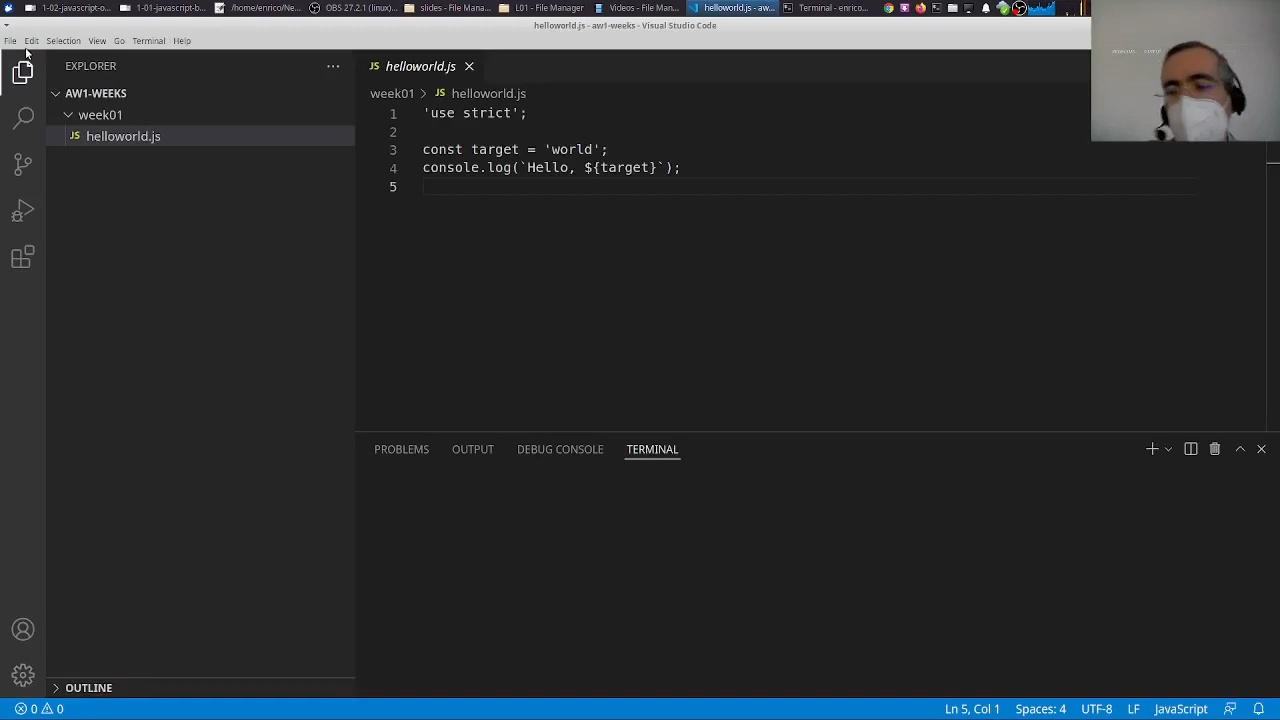 1-02-javascript-o...
1-01-javascript-b...
/home/enrico/Ne...
OBS 27.2.1 (linux)...
slides - File Mana...
L01 - File Manager
Videos - File Man...
helloworld.js - aw...
Terminal - enrico...
helloworld.js - aw1-weeks - Visual Studio Code
File Edit Selection View Go Terminal Help
EXPLORER
AW1-WEEKS
week01
JS helloworld.js
OUTLINE
JS helloworld.js
week01 > JS helloworld.js
1 'use strict';
2
3 const target = 'world';
4 console.log(`Hello, ${target}`);
5
PROBLEMS OUTPUT DEBUG CONSOLE TERMINAL
0 0
Ln 5, Col 1 Spaces: 4 UTF-8 LF JavaScript